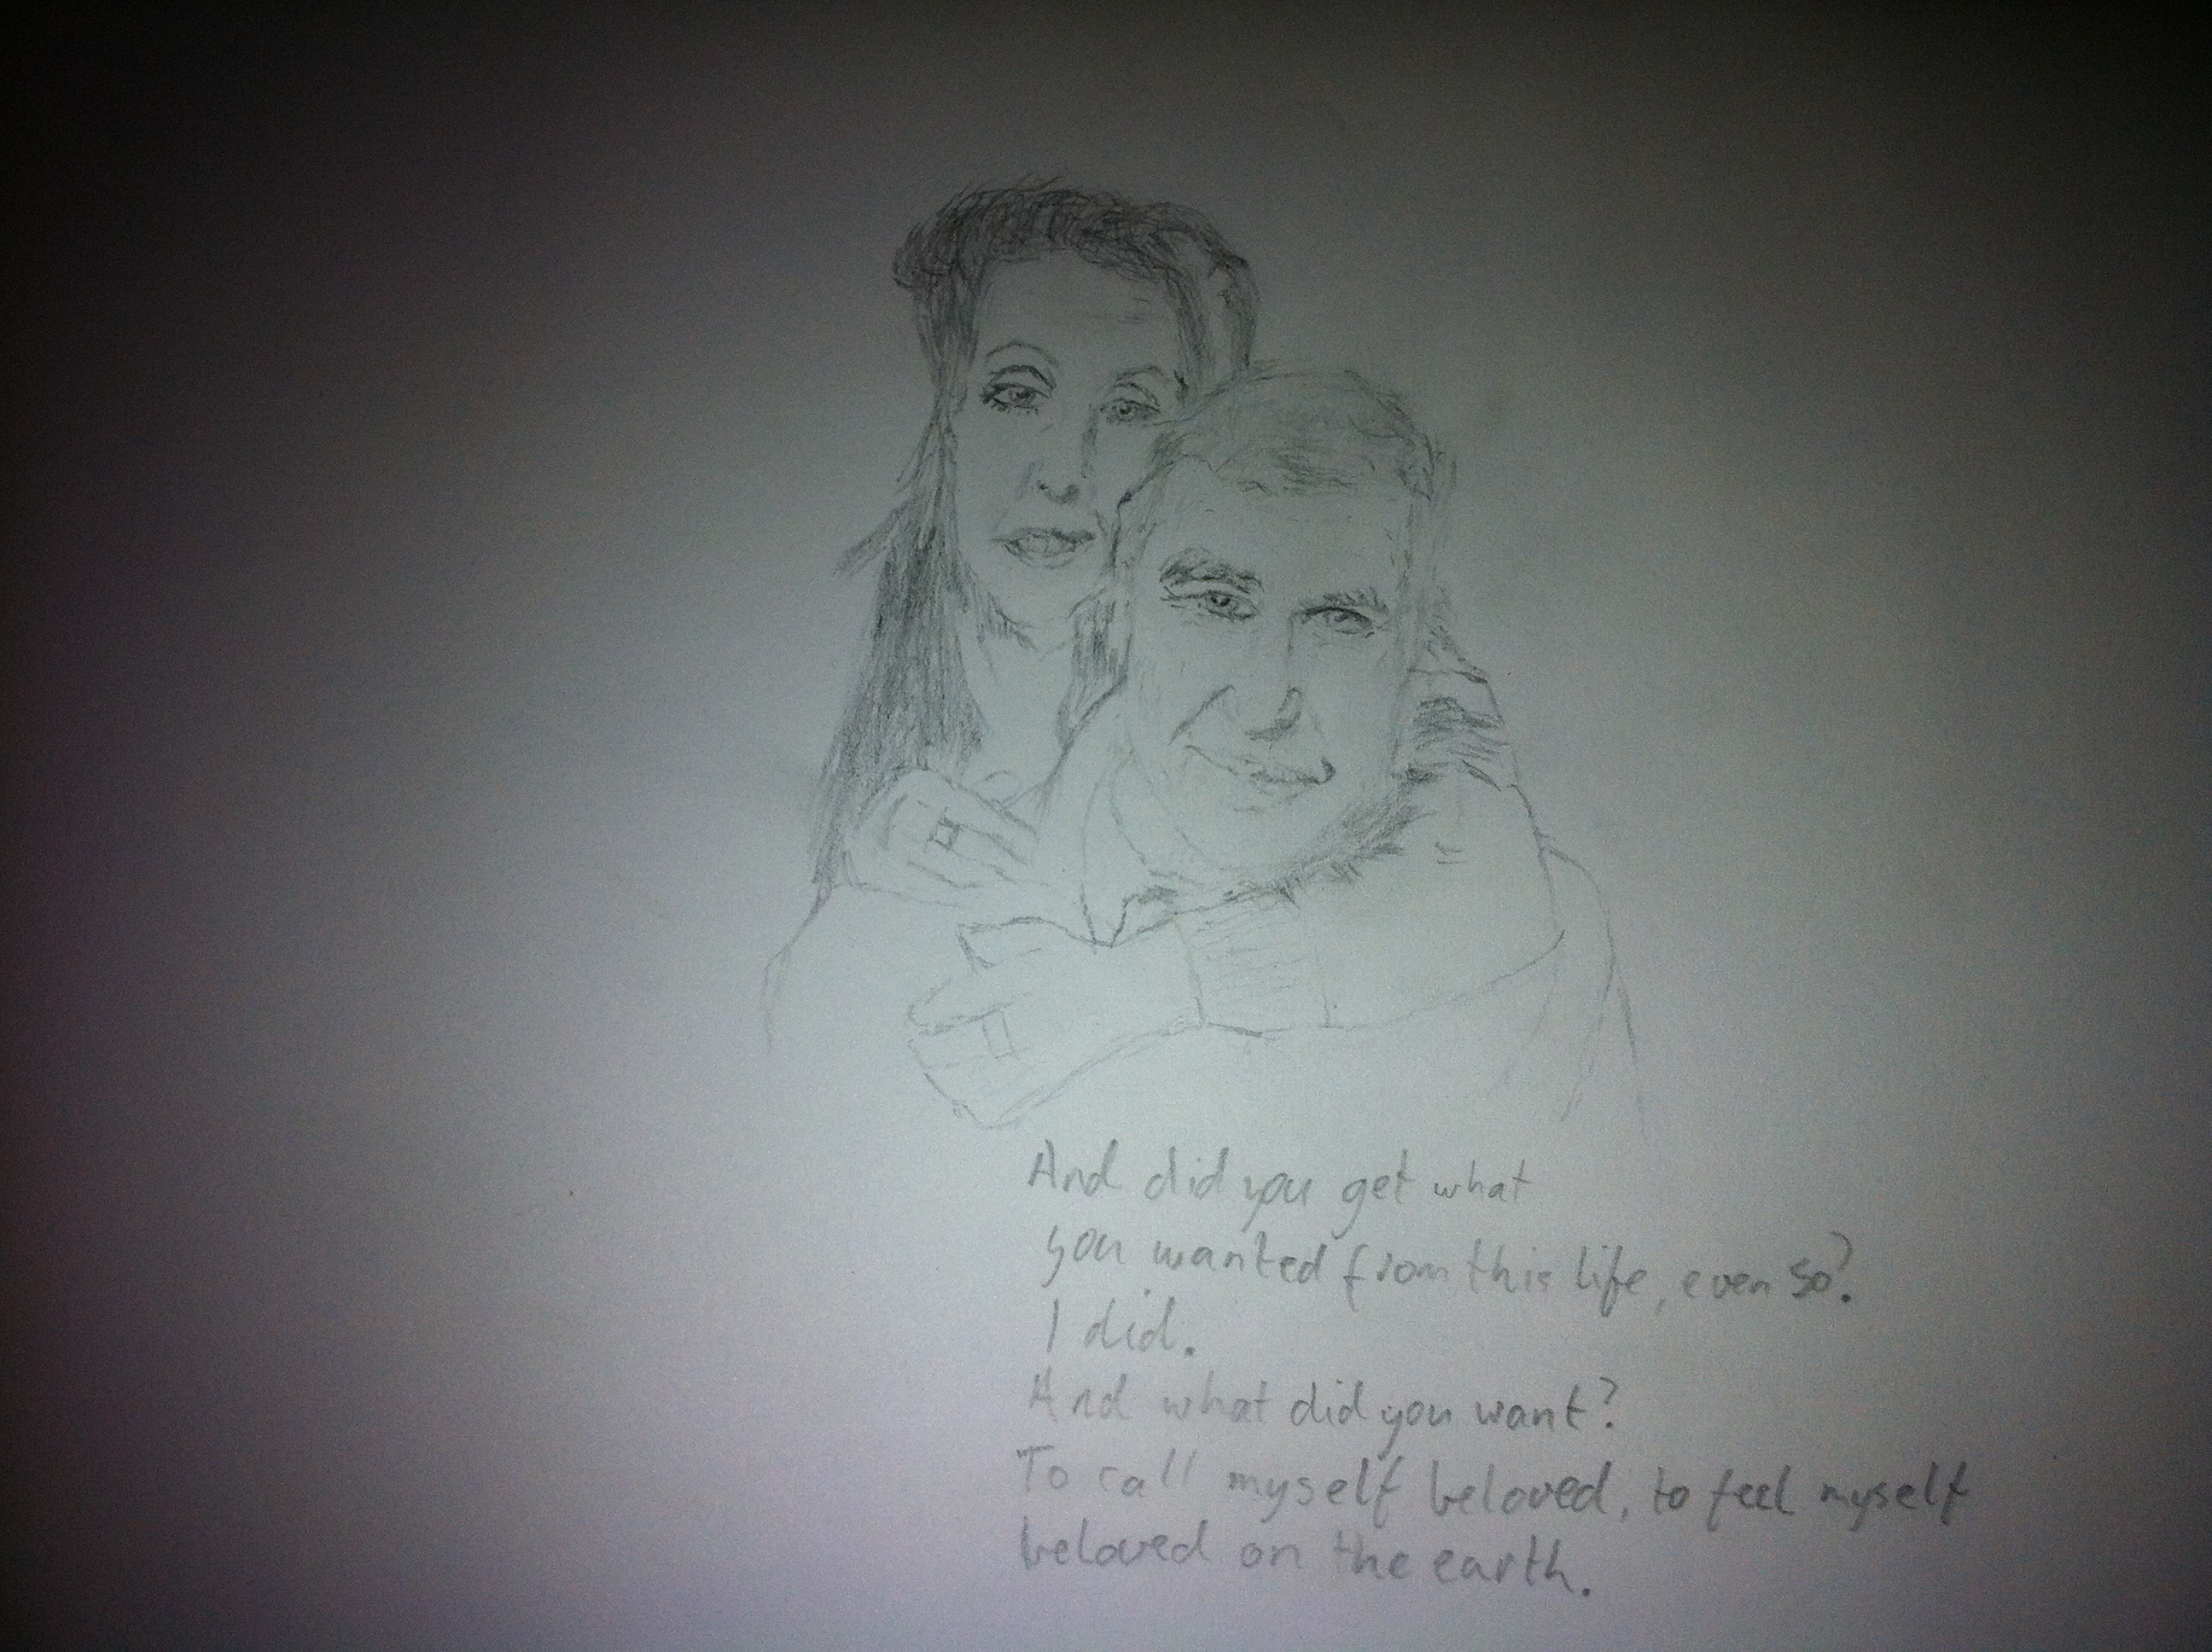 And did you get what
you wanted from this life, even so?
I did.
And what did you want?
To call myself beloved, to feel myself
beloved on the earth.